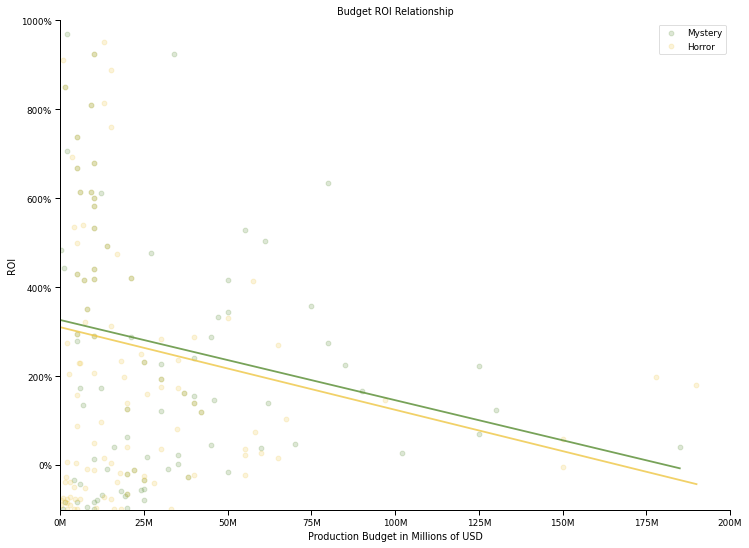 Budget ROI Relationship
Mystery
Horror
1000%
800%
600%
400%
200%
0%
ROI
0M 25M 50M 75M 100M 125M 150M 175M 200M
Production Budget in Millions of USD